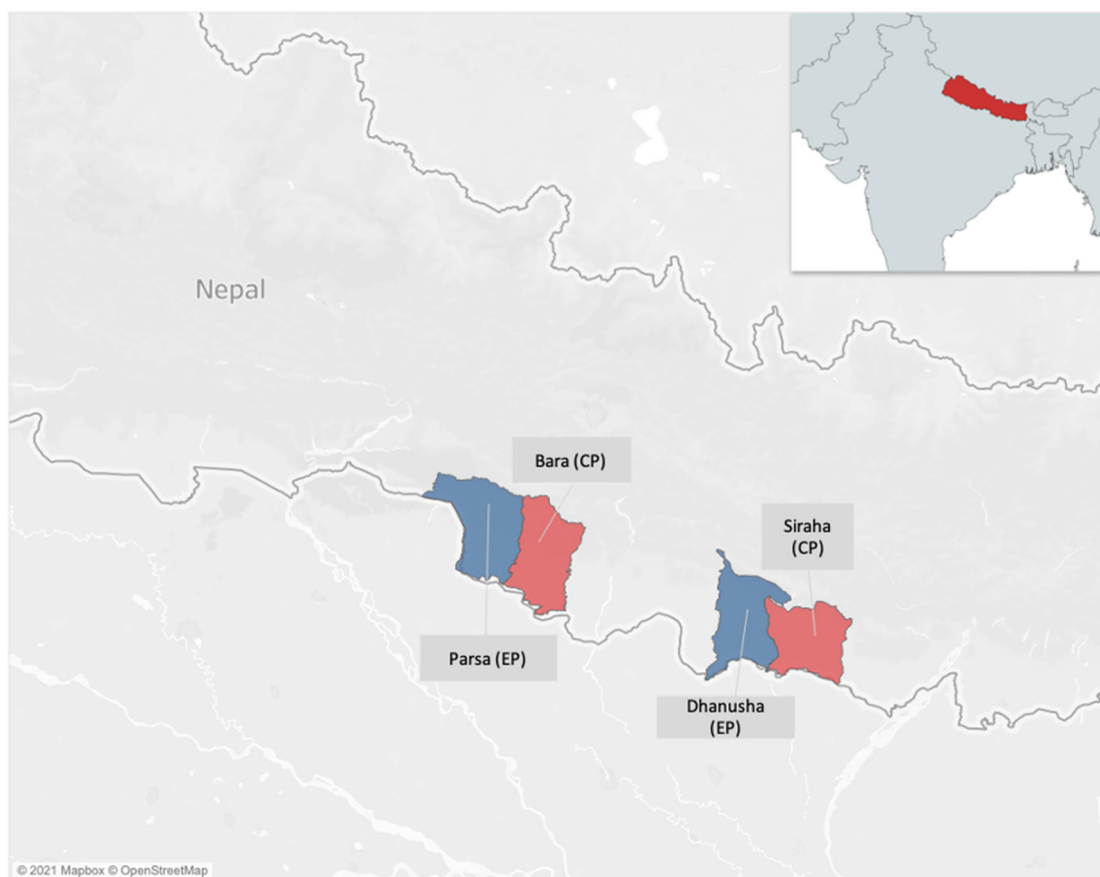 Nepal
Bara (CP)
Siraha
(CP)
Parsa (EP)
Dhanusha
(EP)
© 2021 Mapbox © OpenStreetMap